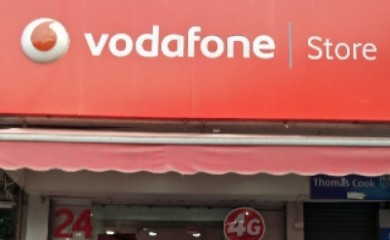 vodafone | Store
Thomas Cook
24
4G